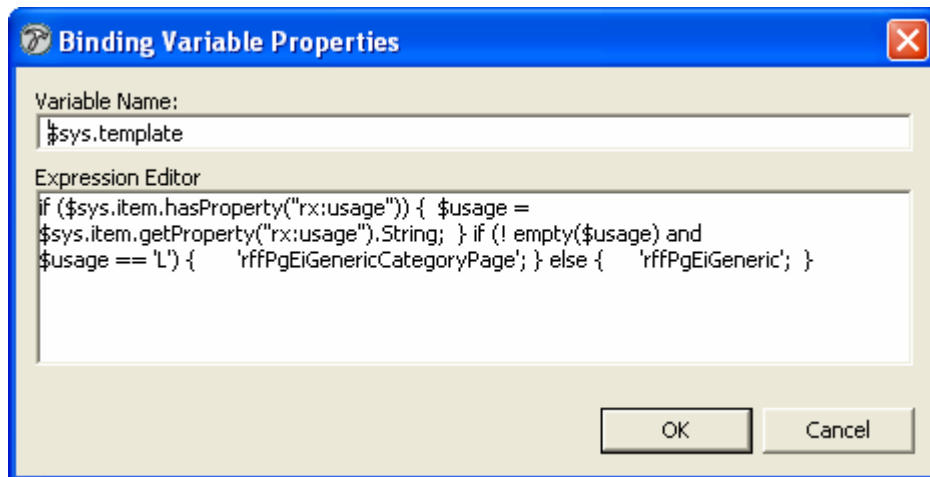 Binding Variable Properties
Variable Name:
$sys.template
Expression Editor
if ($sys.item.hasProperty("rx:usage")) {  $usage =
$sys.item.getProperty("rx:usage").String;  } if (! empty($usage) and
$usage == 'L') {      'rffPgEiGenericCategoryPage'; } else {      'rffPgEiGeneric';  }
OK
Cancel